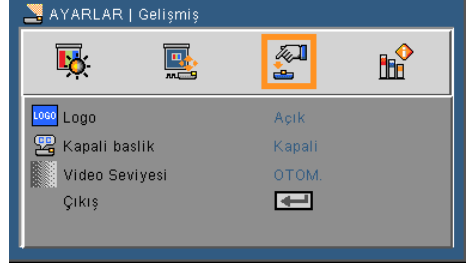 AYARLAR | Gelişmiş
LOGO Logo Açık
Kapali baslik Kapali
Video Seviyesi OTOM.
Çıkış